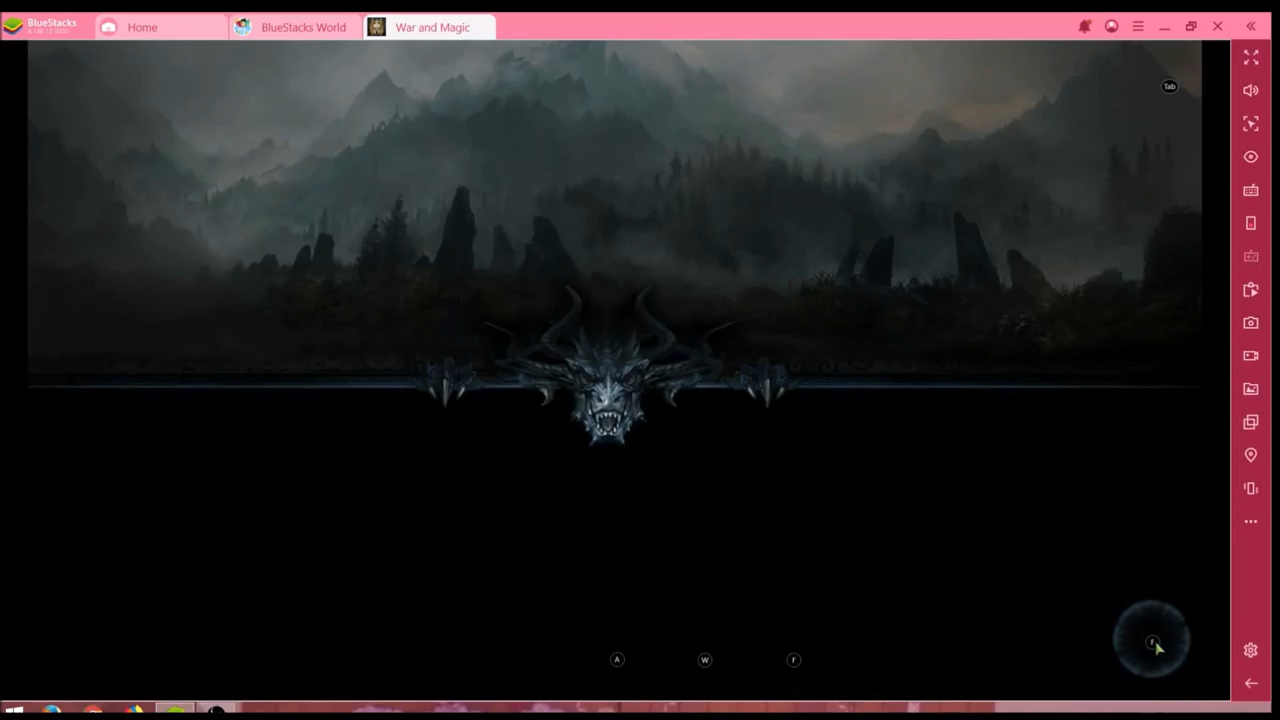 BlueStacks
Home
BlueStacks World
War and Magic
Tab
F
A
W
F